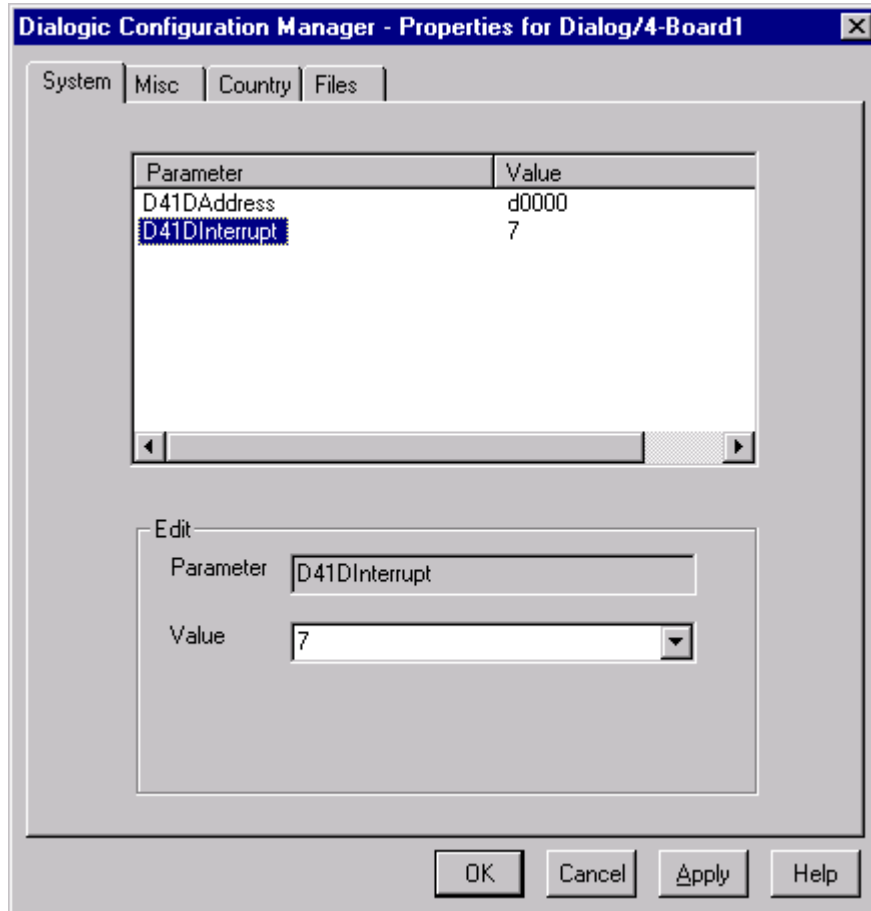 Dialogic Configuration Manager - Properties for Dialog/4-Board1
System Misc Country Files
Parameter Value
D41DAddress d0000
D41DInterrupt 7
Edit
Parameter D41DInterrupt
Value 7
OK Cancel Apply Help